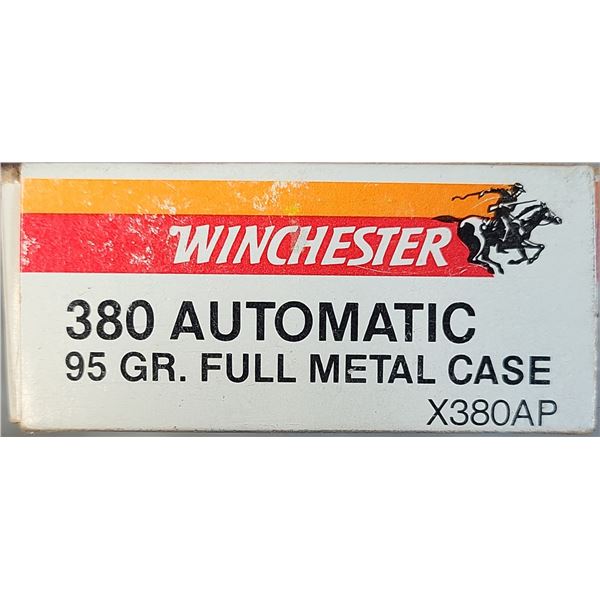 WINCHESTER
380 AUTOMATIC
95 GR. FULL METAL CASE
X380AP